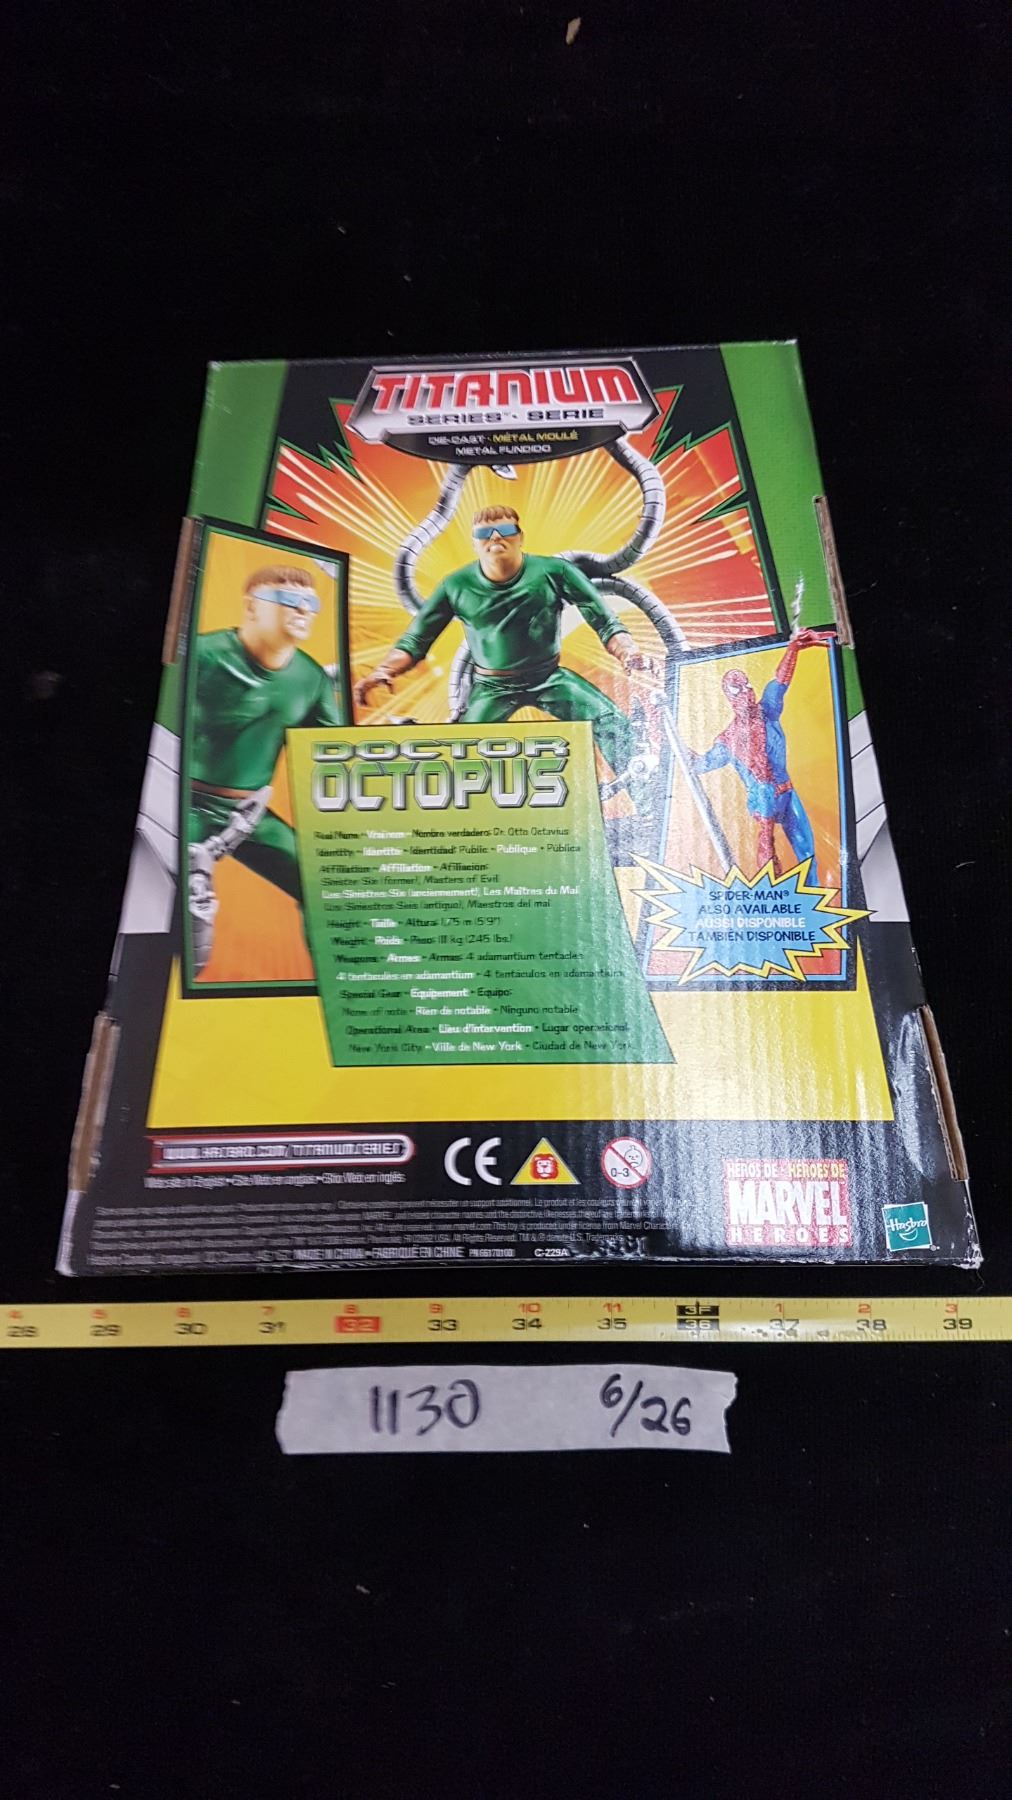 TITANIUM
SERIES™ • SERIE
DIE-CAST • MÉTAL MOULÉ
METAL FUNDIDO
DOCTOR
OCTOPUS
Real Name • Vrai nom • Nombre verdadero: Dr. Otto Octavius
Identity • Identité • Identidad: Public • Publique • Pública
Affiliation • Affiliation • Afiliación:
Sinister Six (former), Masters of Evil
Les Sinistres Six (anciennement), Les Maîtres du Mal
Los Siniestros Seis (antiguo), Maestros del mal
Height • Taille • Altura: 1,75 m (5'9")
Weight • Poids • Peso: 111 kg (245 lbs.)
Weapons • Armes • Armas: 4 adamantium tentacles
4 tentacules en adamantium • 4 tentáculos en adamantium
Special Gear • Équipement • Equipo:
None of note • Rien de notable • Ninguno notable
Operational Area • Lieu d'intervention • Lugar operacional:
New York City • Ville de New York • Ciudad de New York
SPIDER-MAN®
ALSO AVAILABLE
AUSSI DISPONIBLE
TAMBIÉN DISPONIBLE
WWW.HASBRO.COM/TITANIUMSERIES
CE
0-3
HÉROS DE • HÉROES DE
MARVEL
HEROES
Hasbro
MADE IN CHINA • FABRIQUÉ EN CHINE C-229A
4 5 6 7 8 9 10 11 3F 1 2 3
28 29 30 31 32 33 34 35 36 37 38 39
1130 6/26